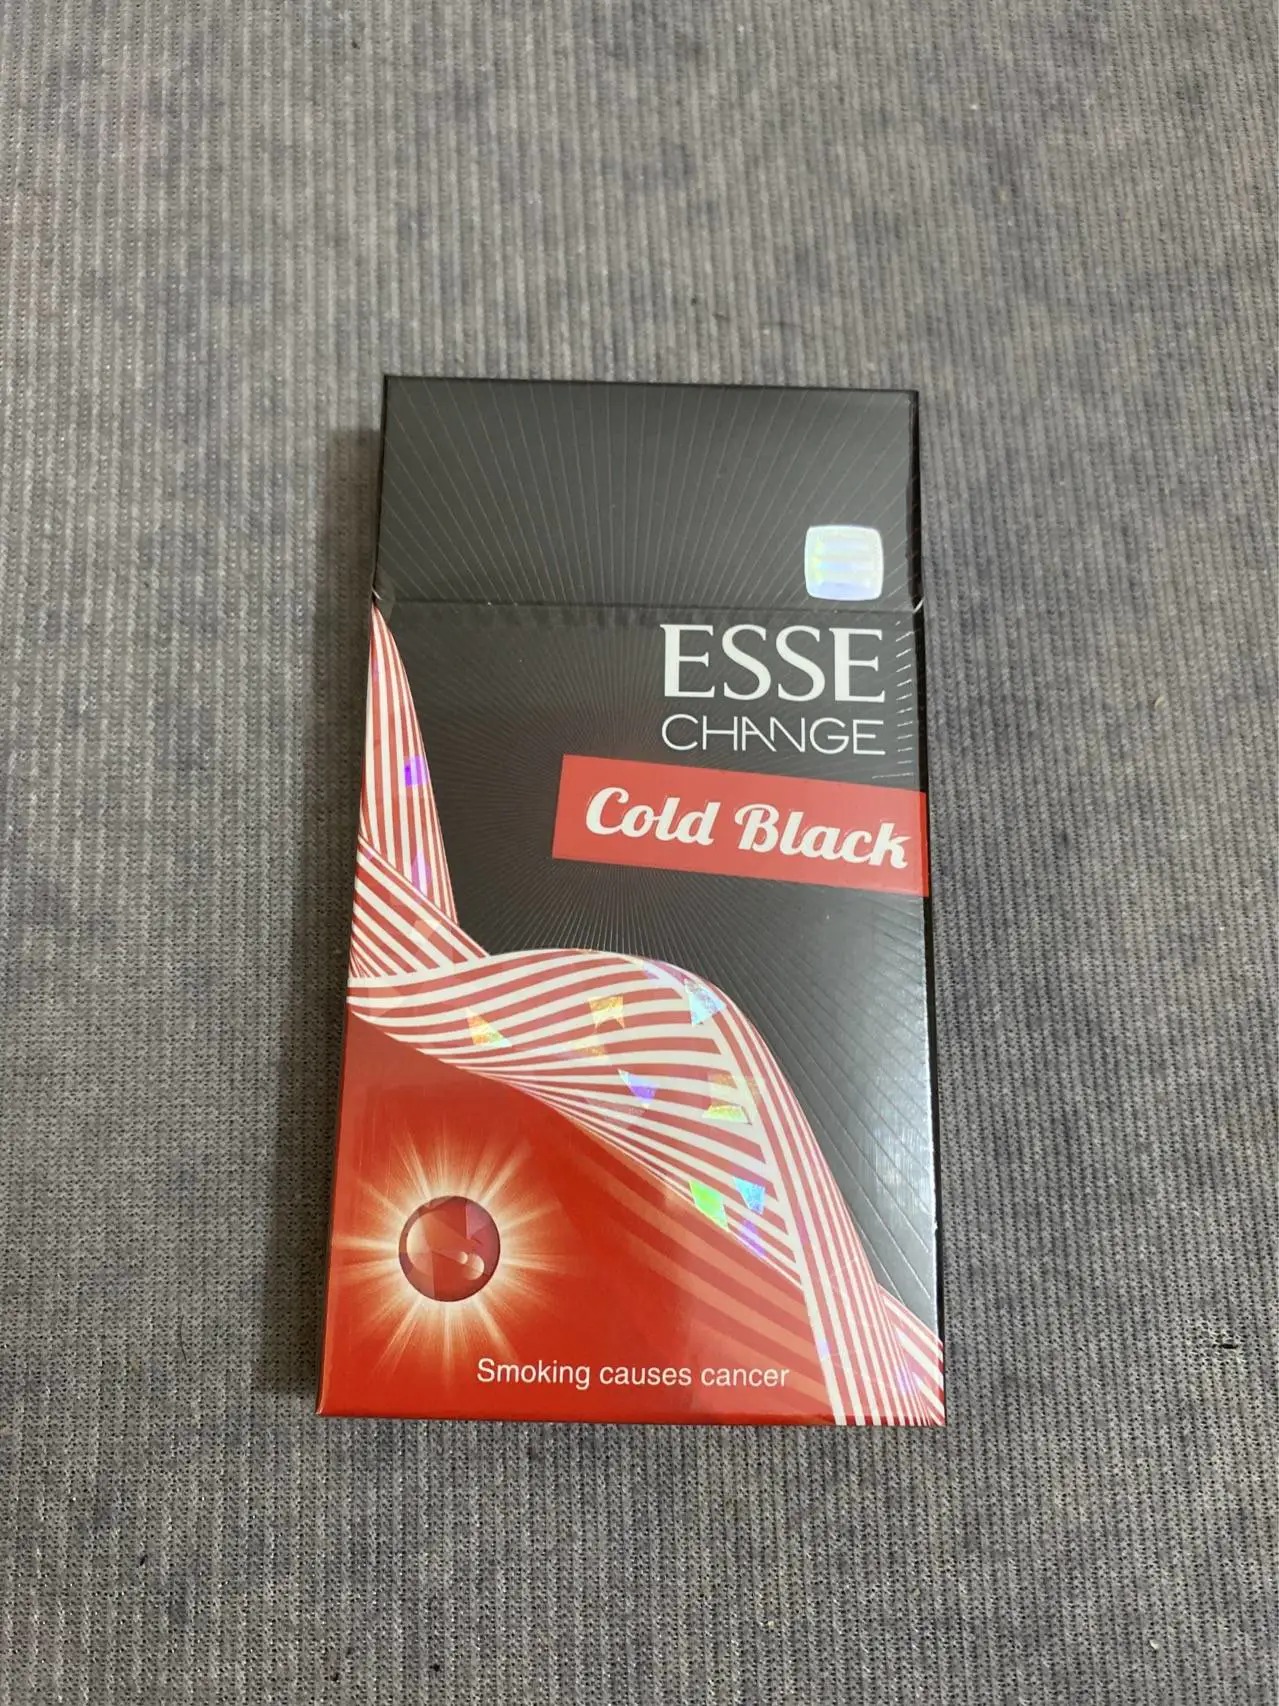 ESSE
CHANGE
Cold Black
Smoking causes cancer